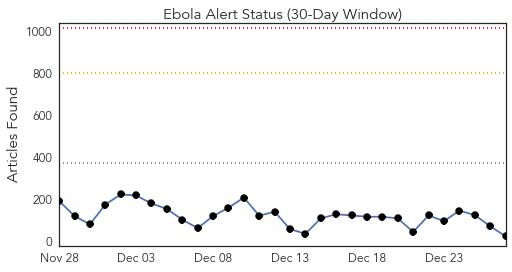 Ebola Alert Status (30-Day Window)
Articles Found
1000
800
600
400
200
0
Nov 28
Dec 03
Dec 08
Dec 13
Dec 18
Dec 23